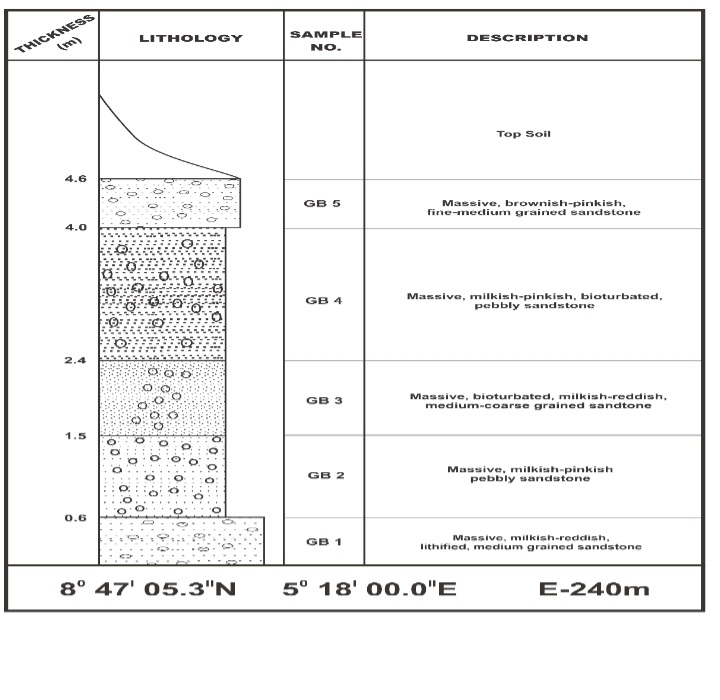 THICKNESS
(m)
LITHOLOGY
SAMPLE
NO.
DESCRIPTION
Top Soil
4.6
GB 5
Massive, brownish-pinkish,
fine-medium grained sandstone
4.0
GB 4
Massive, milkish-pinkish, bioturbated,
pebbly sandstone
2.4
GB 3
Massive, bioturbated, milkish-reddish,
medium-coarse grained sandtone
1.5
GB 2
Massive, milkish-pinkish
pebbly sandstone
0.6
GB 1
Massive, milkish-reddish,
lithified, medium grained sandstone
8° 47' 05.3"N 5° 18' 00.0"E E-240m